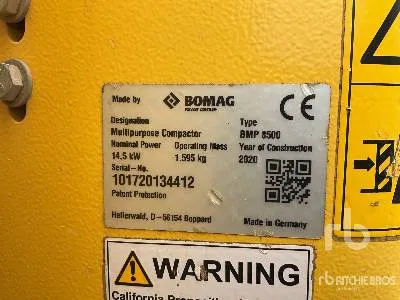 Made by BOMAG CE
FAYAT GROUP
Designation Type
Multipurpose Compactor BMP 8500
Nominal Power Operating Mass Year of Construction
14,5 kW 1.595 kg 2020
Serial-No.
101720134412
Patent Protection
Hellerwald, D-56154 Boppard Made in Germany
WARNING
California Proposition
rb
RITCHIE BROS